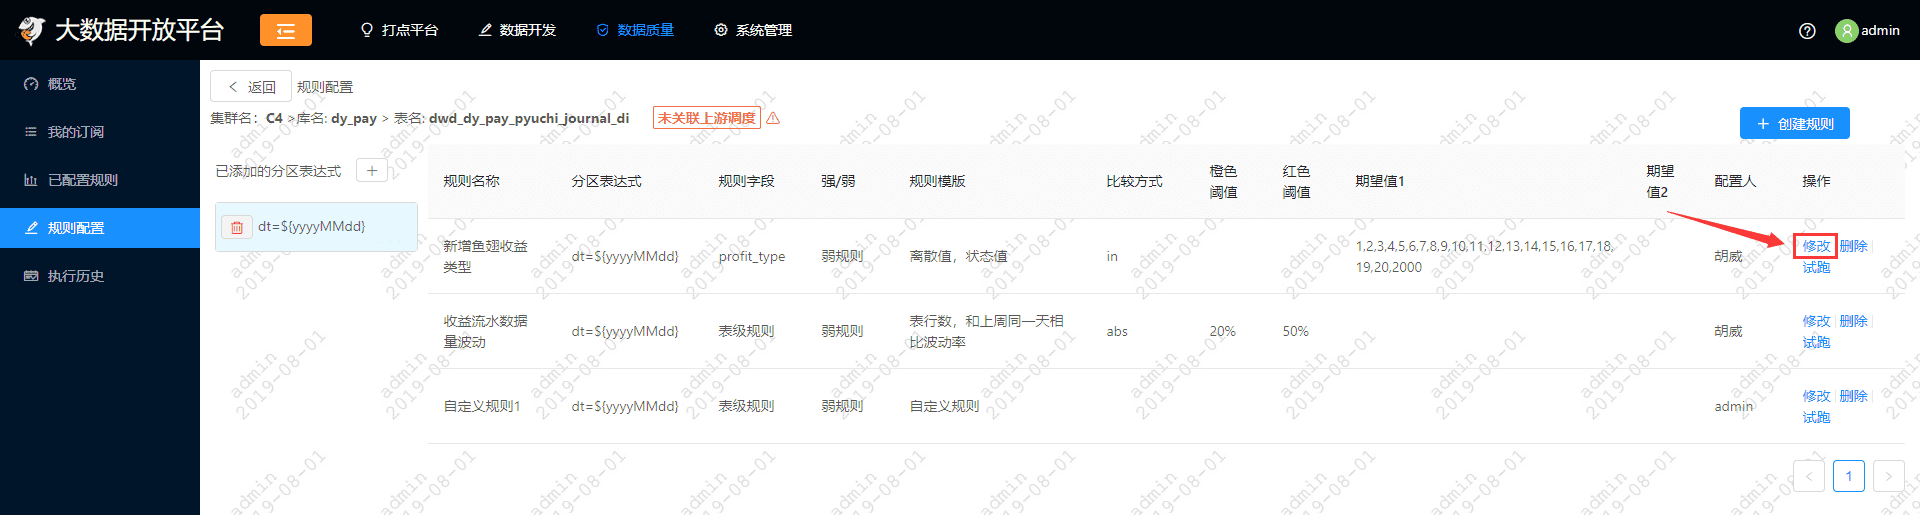 大数据开放平台
打点平台
数据开发
数据质量
系统管理
admin
概览
我的订阅
已配置规则
规则配置
执行历史
返回
规则配置
集群名: C4 >库名: dy_pay > 表名: dwd_dy_pay_pyuchi_journal_di
未关联上游调度
创建规则
已添加的分区表达式
dt=${yyyyMMdd}
规则名称 分区表达式 规则字段 强/弱 规则模版 比较方式 橙色阈值 红色阈值 期望值1 期望值2 配置人 操作
新增鱼翅收益类型 dt=${yyyyMMdd} profit_type 弱规则 离散值，状态值 in 1,2,3,4,5,6,7,8,9,10,11,12,13,14,15,16,17,18,19,20,2000 胡威 修改 删除 试跑
收益流水数据量波动 dt=${yyyyMMdd} 表级规则 弱规则 表行数，和上周同一天相比波动率 abs 20% 50% 胡威 修改 删除 试跑
自定义规则1 dt=${yyyyMMdd} 表级规则 弱规则 自定义规则 admin 修改 删除 试跑
1
admin
2019-08-01